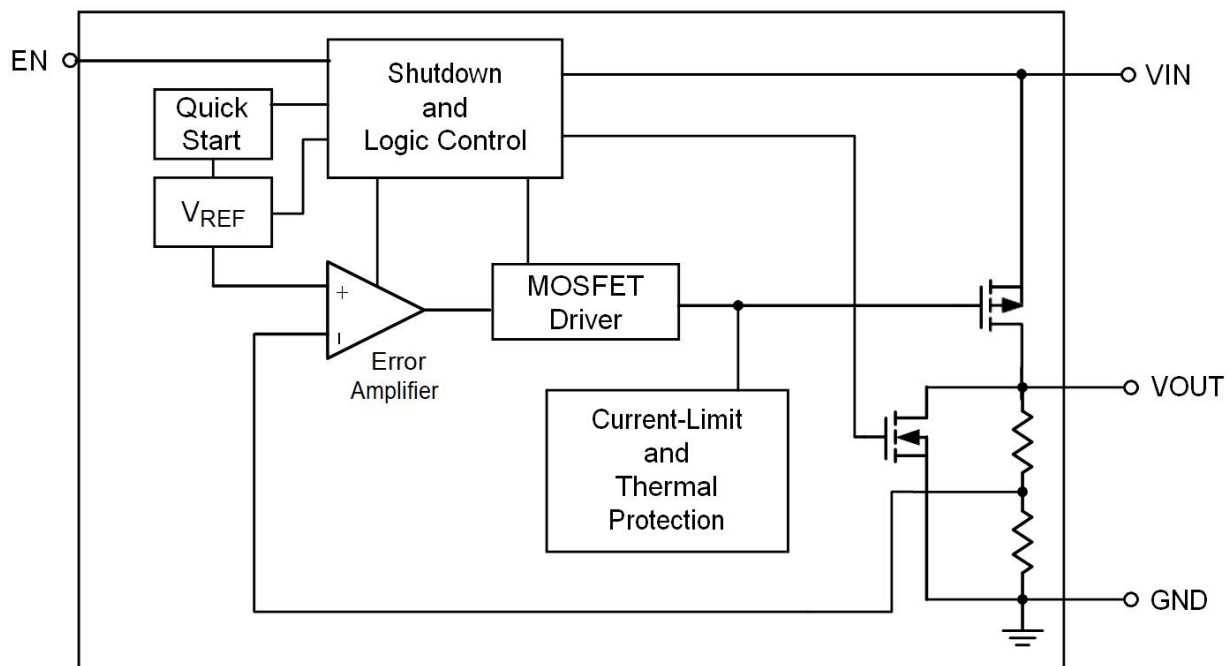 EN
Shutdown
and
Logic Control
VIN
Quick
Start
VREF
+
MOSFET
Driver
Error
Amplifier
VOUT
Current-Limit
and
Thermal
Protection
GND